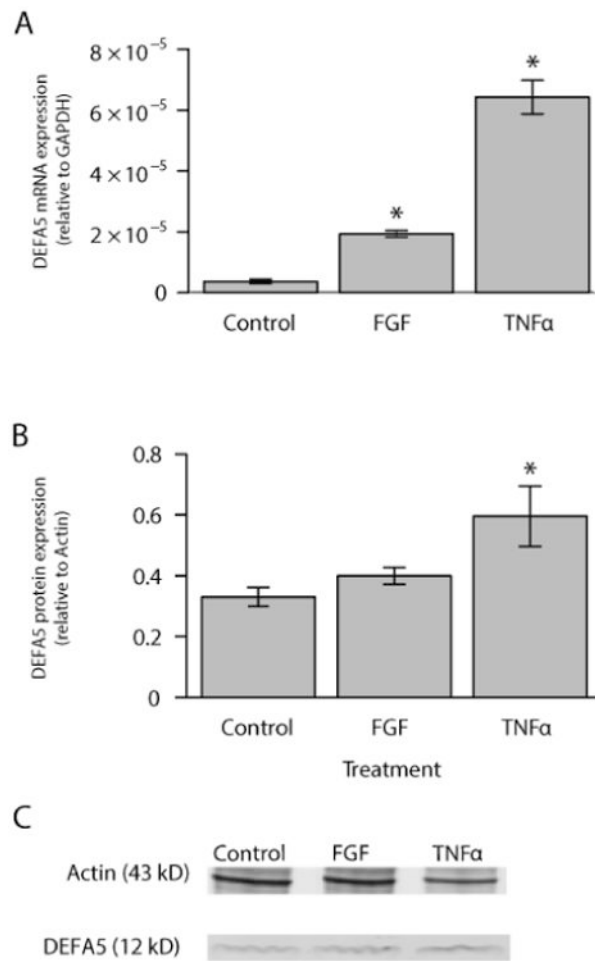 A
DEFA5 mRNA expression
(relative to GAPDH)
8 × 10⁻⁵
6 × 10⁻⁵
4 × 10⁻⁵
2 × 10⁻⁵
0
*
*
Control FGF TNFα
B
DEFA5 protein expression
(relative to Actin)
0.8
0.6
0.4
0.2
0
*
Control FGF TNFα
Treatment
C
Control FGF TNFα
Actin (43 kD)
DEFA5 (12 kD)